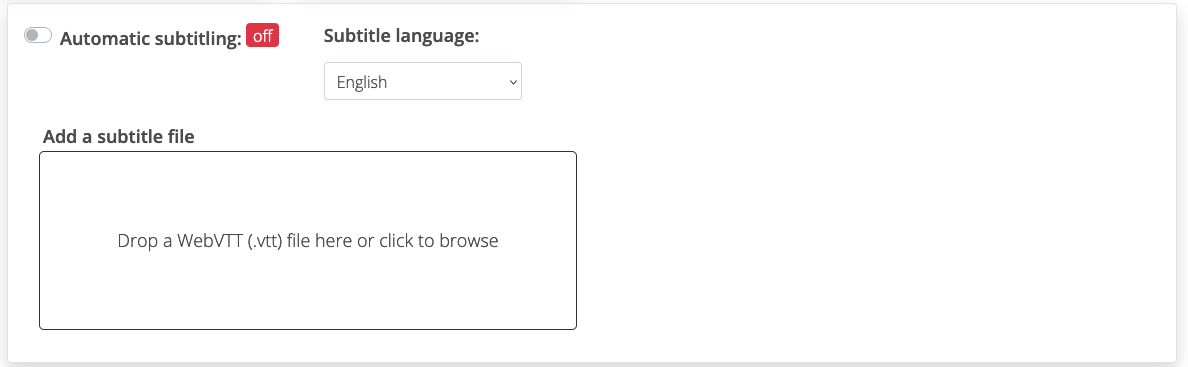 Automatic subtitling: off
Subtitle language:
English
Add a subtitle file
Drop a WebVTT (.vtt) file here or click to browse